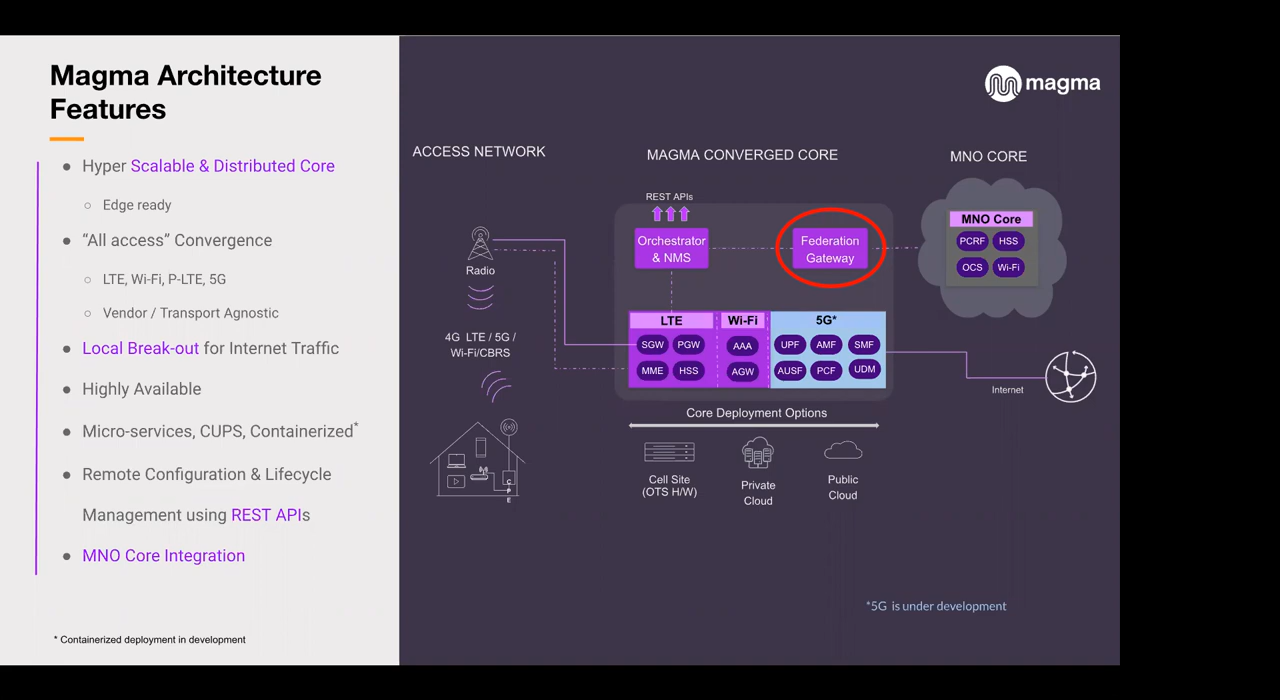 Magma Architecture
Features
Hyper Scalable & Distributed Core
Edge ready
“All access” Convergence
LTE, Wi-Fi, P-LTE, 5G
Vendor / Transport Agnostic
Local Break-out for Internet Traffic
Highly Available
Micro-services, CUPS, Containerized*
Remote Configuration & Lifecycle
Management using REST APIs
MNO Core Integration
* Containerized deployment in development
magma
ACCESS NETWORK
MAGMA CONVERGED CORE
MNO CORE
REST APIs
Orchestrator
& NMS
Federation
Gateway
MNO Core
PCRF HSS
OCS Wi-Fi
Radio
4G LTE / 5G /
Wi-Fi/CBRS
C
P
E
LTE Wi-Fi 5G*
SGW PGW AAA UPF AMF SMF
MME HSS AGW AUSF PCF UDM
Internet
Core Deployment Options
Cell Site
(OTS H/W)
Private
Cloud
Public
Cloud
*5G is under development